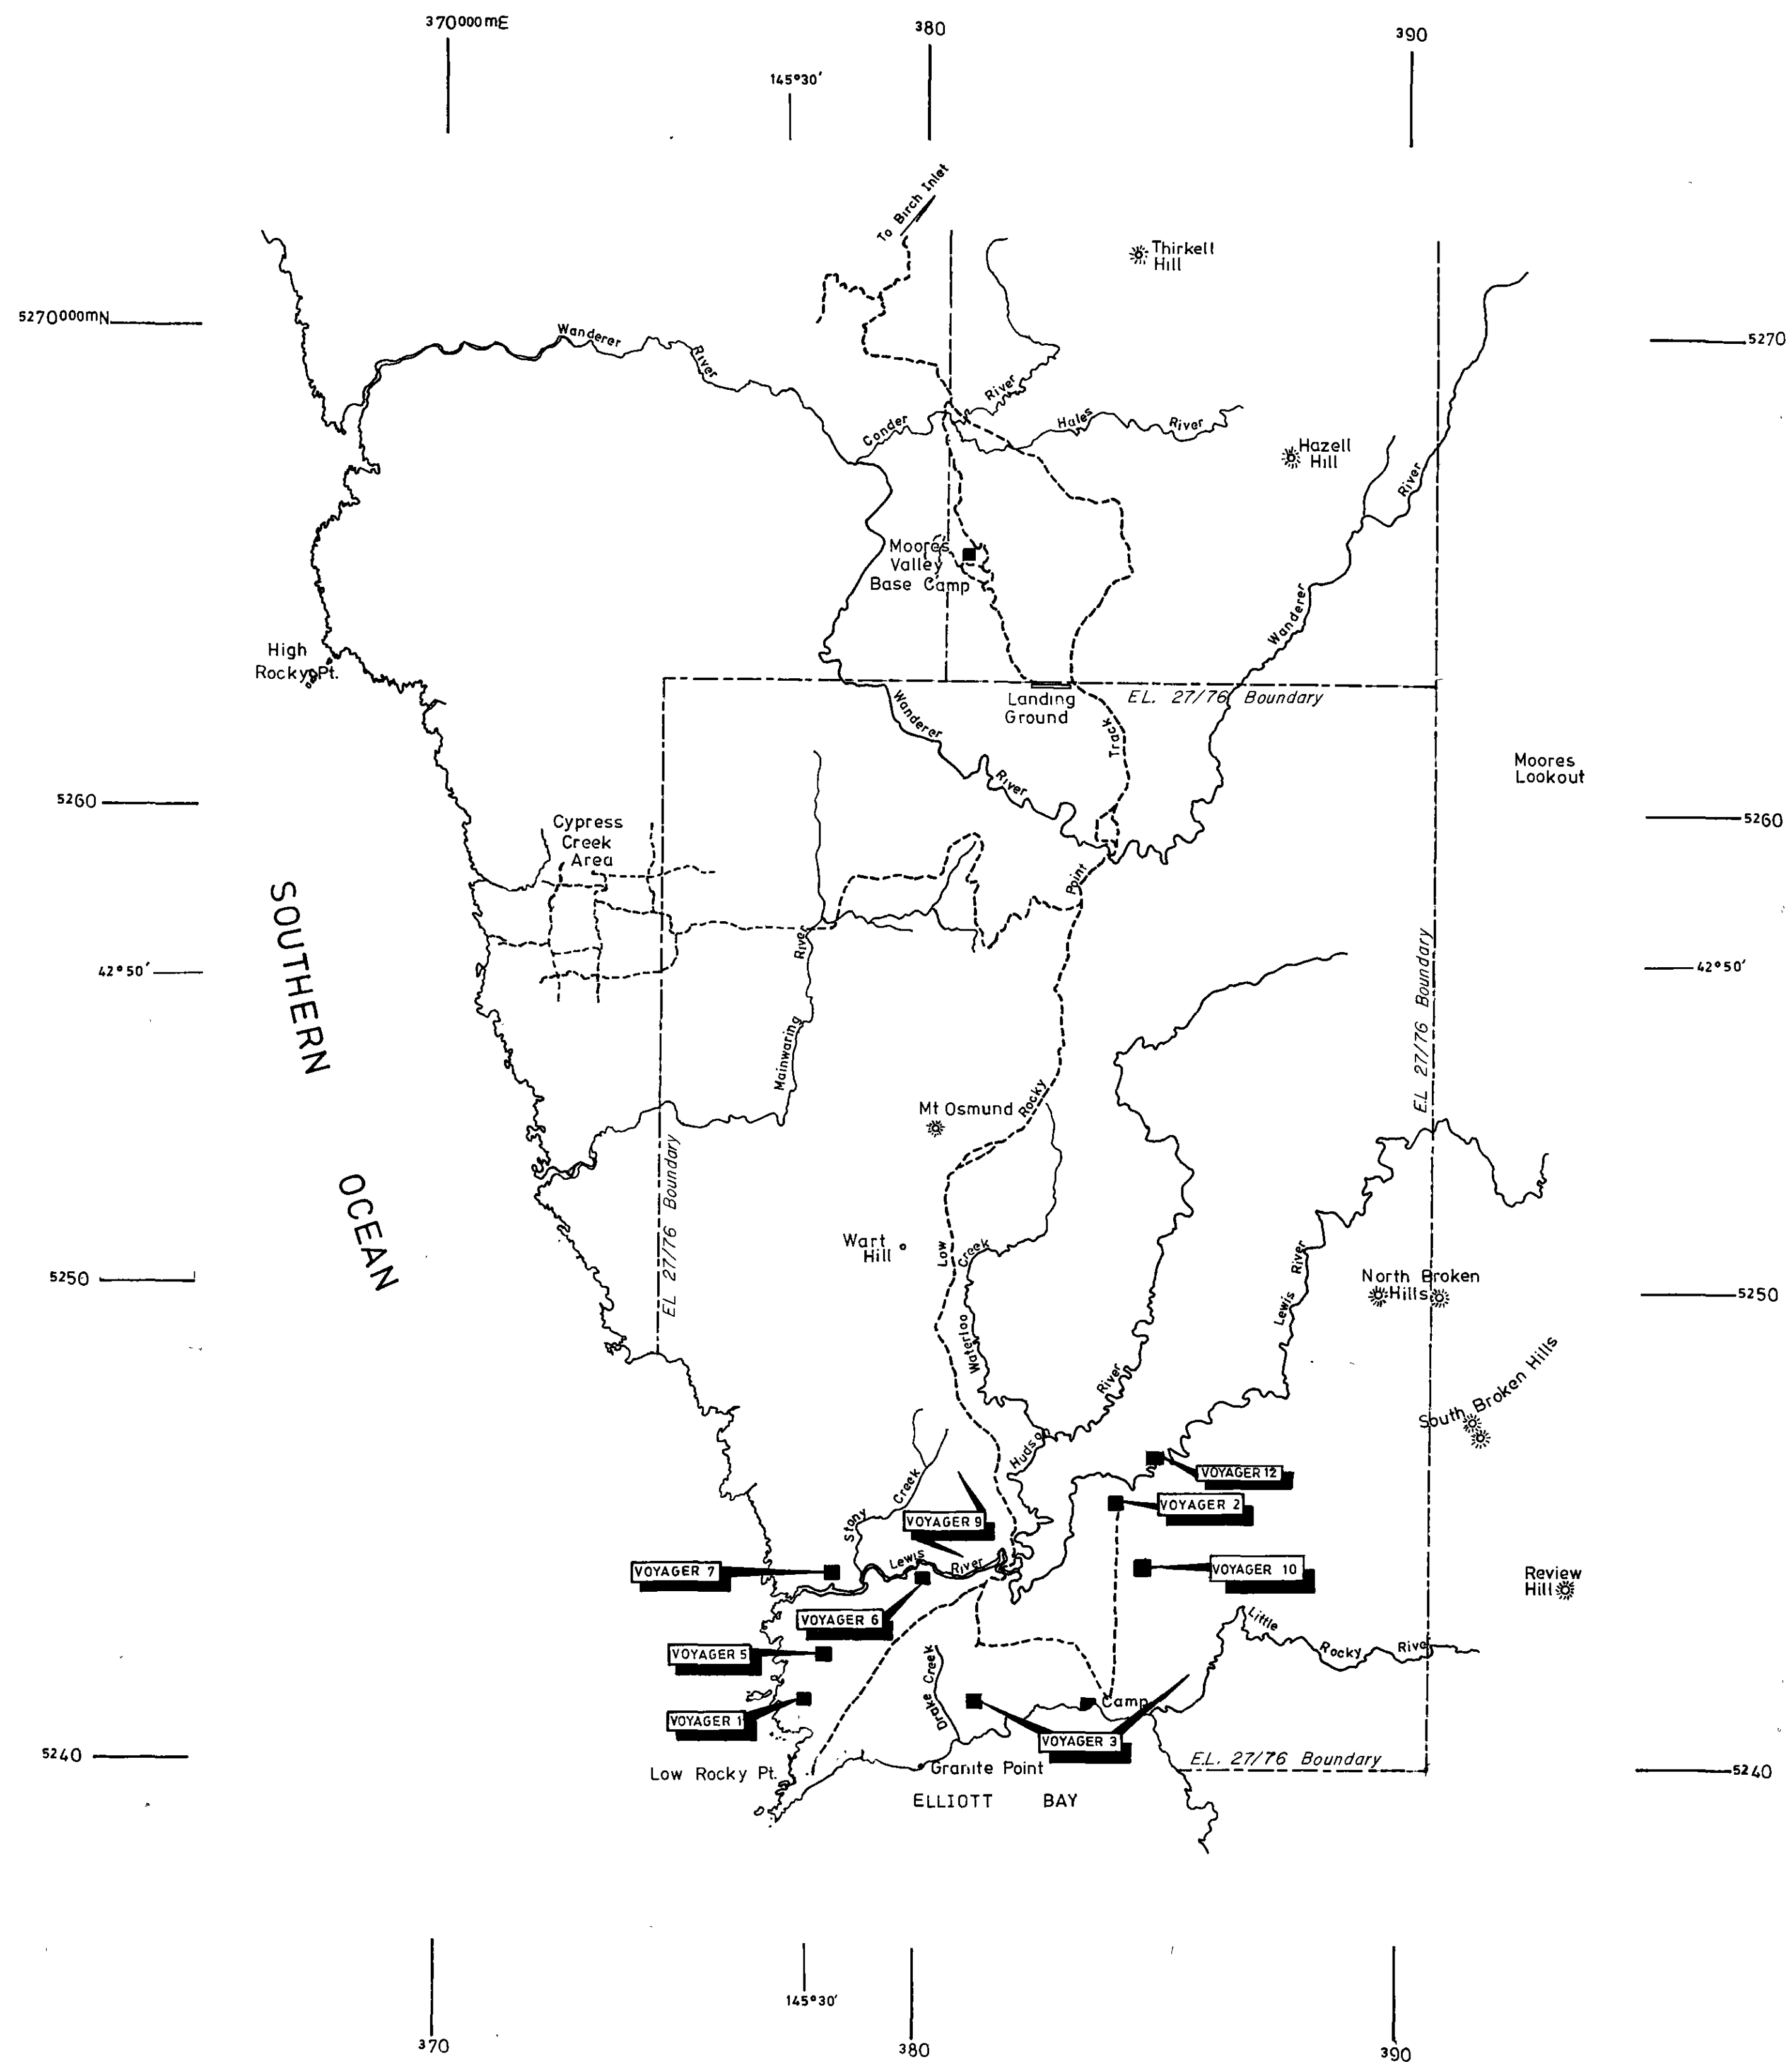 370000mE
380
390
145°30'
To Birch Inlet
Thirkell
Hill
5270000mN
5270
Wanderer
River
Conder
River
Hales
River
Hazell
Hill
River
Moores
Valley
Base Camp
Wanderer
High
Rocky Pt.
Landing
Ground
E.L. 27/76 Boundary
Wanderer
River
Track
Moores
Lookout
5260
5260
Cypress
Creek
Area
Point
SOUTHERN
OCEAN
River
42°50'
42°50'
E.L 27/76 Boundary
Mainwaring
Mt Osmund
Rocky
EL 27/76 Boundary
Wart
Hill
Low
Creek
Waterloo
River
Lewis
North Broken
Hills
5250
5250
River
South Broken Hills
Hudson
Stony
Creek
VOYAGER 12
VOYAGER 2
VOYAGER 9
Lewis
River
VOYAGER 7
VOYAGER 10
Review
Hill
VOYAGER 6
Little
Rocky
River
VOYAGER 5
Drake Creek
Camp
VOYAGER 1
VOYAGER 3
5240
Low Rocky Pt.
Granite Point
E.L. 27/76 Boundary
5240
ELLIOTT BAY
145°30'
370
380
390